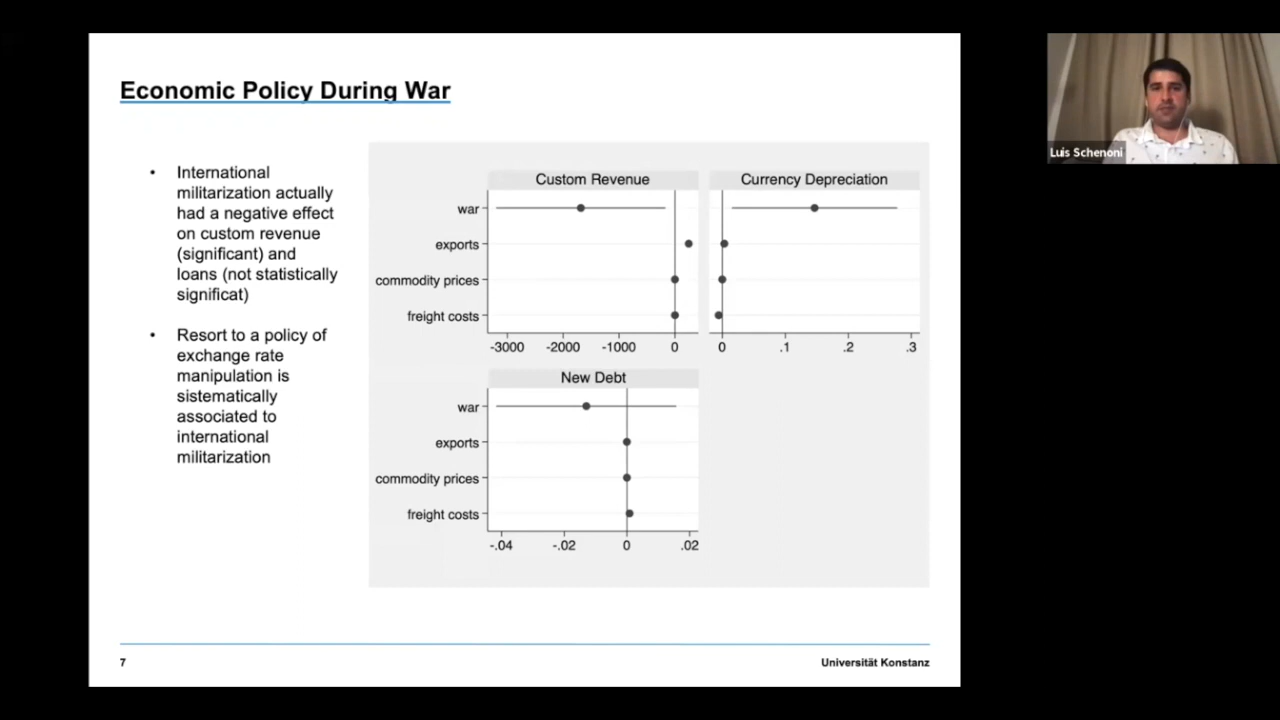 Economic Policy During War
• International
militarization actually
had a negative effect
on custom revenue
(significant) and
loans (not statistically
significat)
• Resort to a policy of
exchange rate
manipulation is
sistematically
associated to
international
militarization
Custom Revenue
war
exports
commodity prices
freight costs
-3000 -2000 -1000 0
Currency Depreciation
0 .1 .2 .3
New Debt
war
exports
commodity prices
freight costs
-.04 -.02 0 .02
7
Universität Konstanz
Luis Schenoni